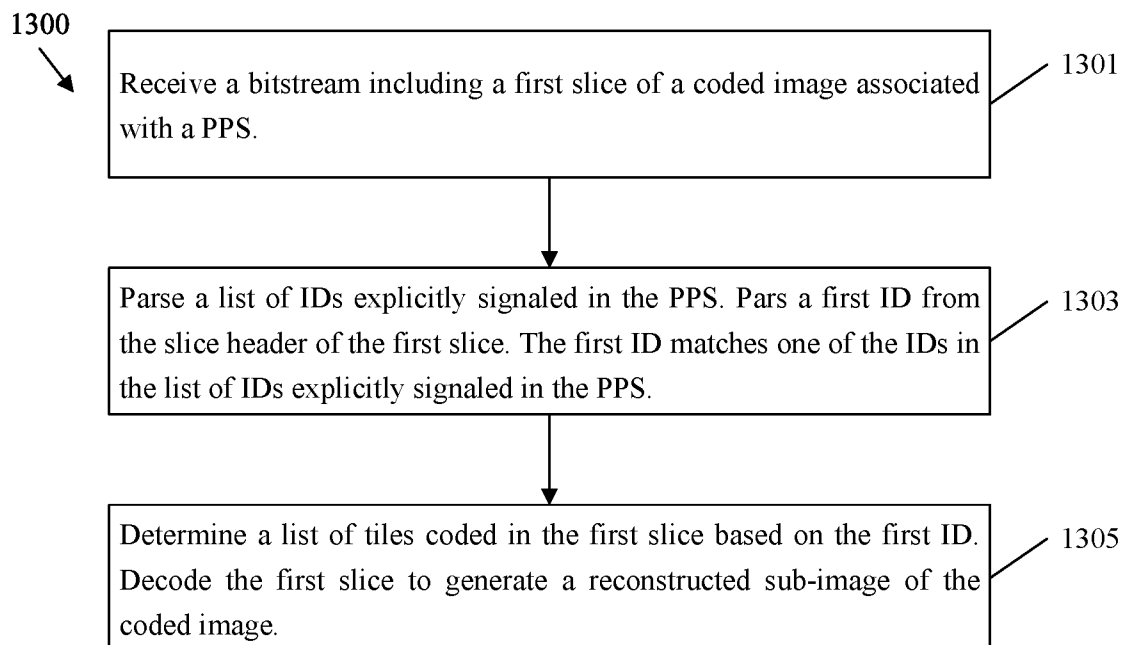 1300
Receive a bitstream including a first slice of a coded image associated
with a PPS.
1301
Parse a list of IDs explicitly signaled in the PPS. Pars a first ID from
the slice header of the first slice. The first ID matches one of the IDs in
the list of IDs explicitly signaled in the PPS.
1303
Determine a list of tiles coded in the first slice based on the first ID.
Decode the first slice to generate a reconstructed sub-image of the
coded image.
1305